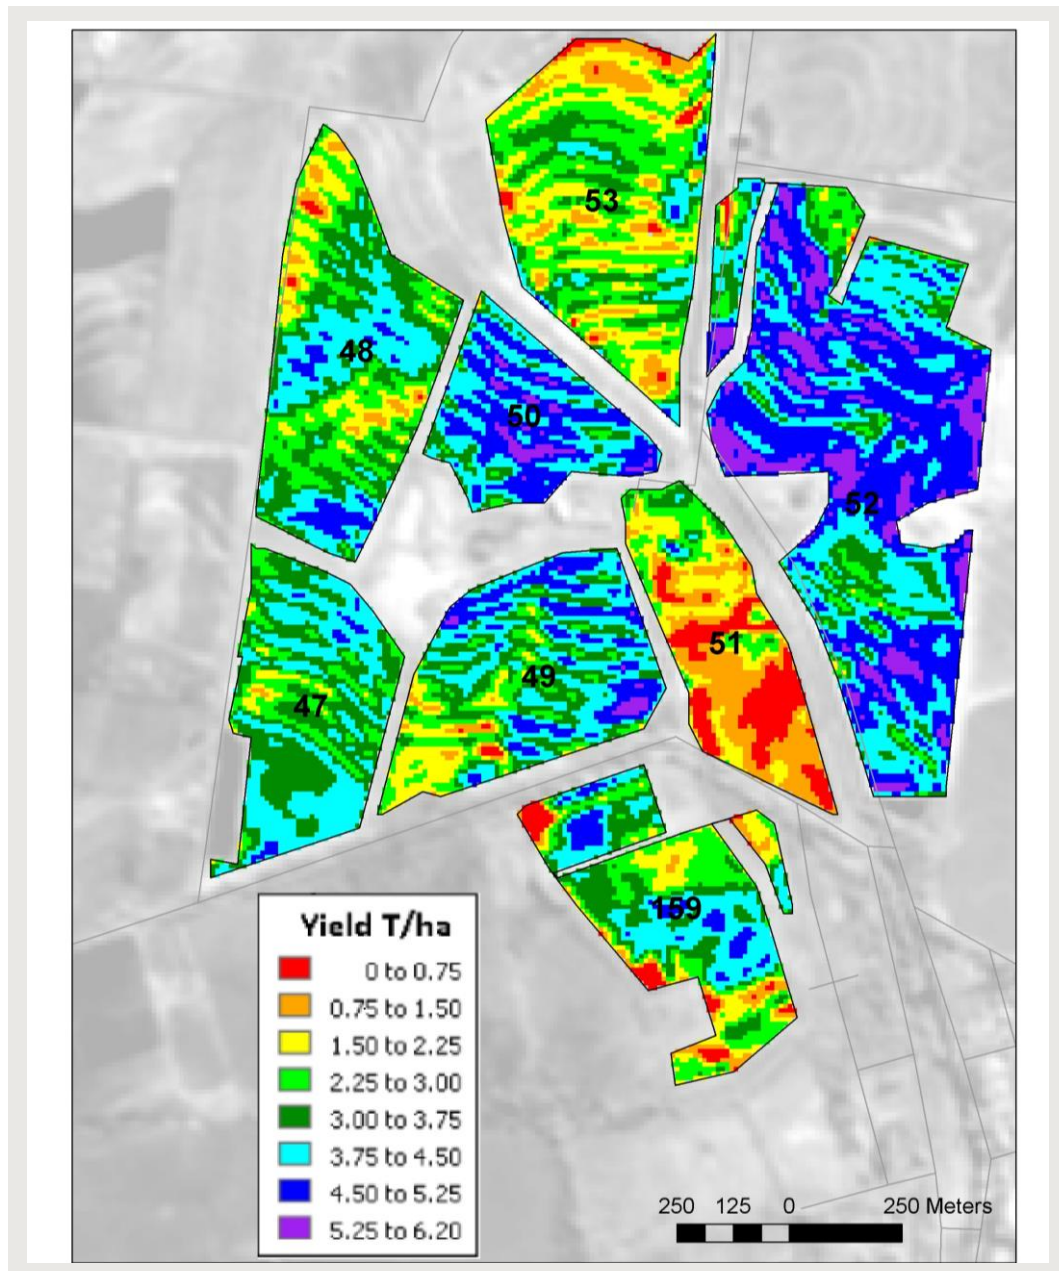 53
48
50
52
51
49
47
159
Yield T/ha
0 to 0.75
0.75 to 1.50
1.50 to 2.25
2.25 to 3.00
3.00 to 3.75
3.75 to 4.50
4.50 to 5.25
5.25 to 6.20
250 125 0 250 Meters